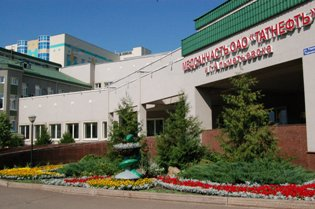 МЕДСАНЧАСТЬ ОАО "ТАТНЕФТЬ"
и г.Альметьевска